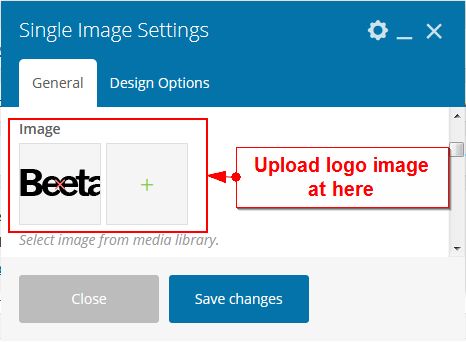 Single Image Settings
General
Design Options
Image
Beeta
Upload logo image
at here
Select image from media library.
Close
Save changes